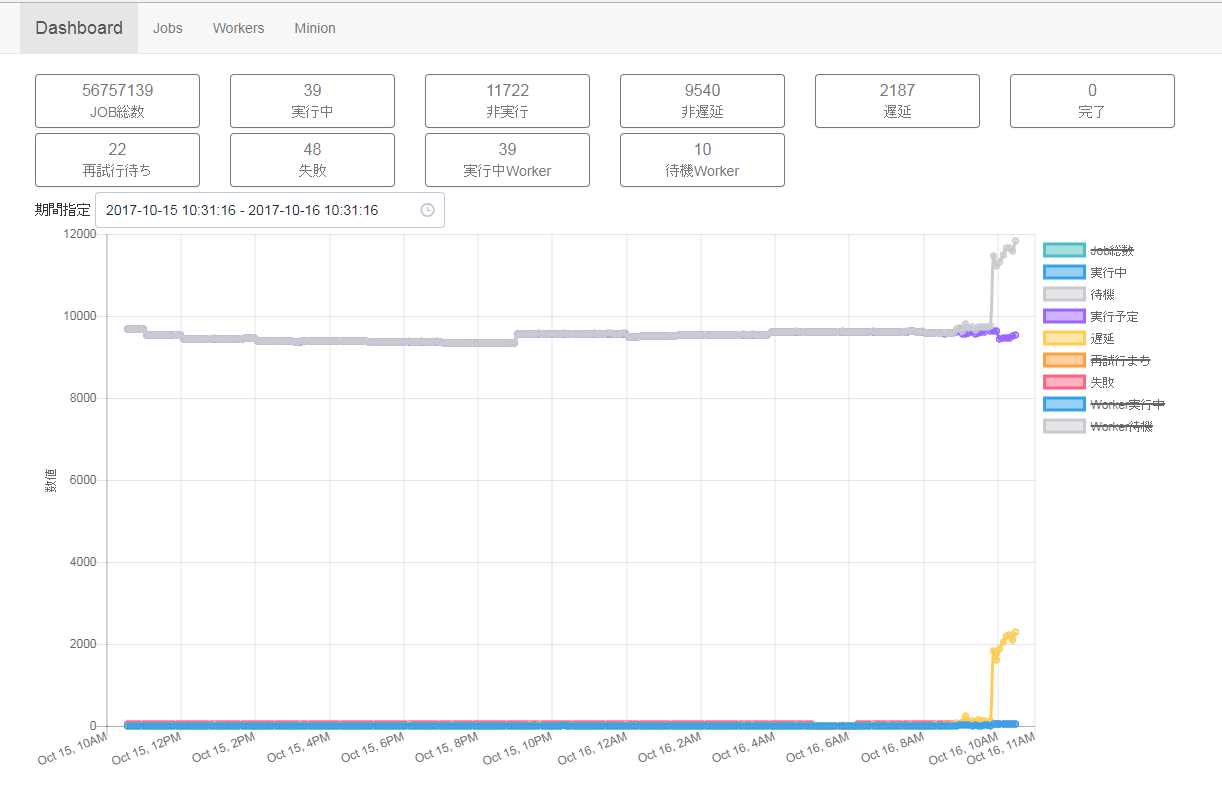 Dashboard Jobs Workers Minion
56757139 39 11722 9540 2187 0
JOB総数 実行中 非実行 非遅延 遅延 完了
22 48 39 10
再試行待ち 失敗 実行中Worker 待機Worker
期間指定 2017-10-15 10:31:16 - 2017-10-16 10:31:16
12000
10000
8000
6000
4000
2000
0
数値
Job総数
実行中
待機
実行予定
遅延
再試行まち
失敗
Worker実行中
Worker待機
Oct 15, 10AM Oct 15, 12PM Oct 15, 2PM Oct 15, 4PM Oct 15, 6PM Oct 15, 8PM Oct 15, 10PM Oct 16, 12AM Oct 16, 2AM Oct 16, 4AM Oct 16, 6AM Oct 16, 8AM Oct 16, 10AM Oct 16, 11AM